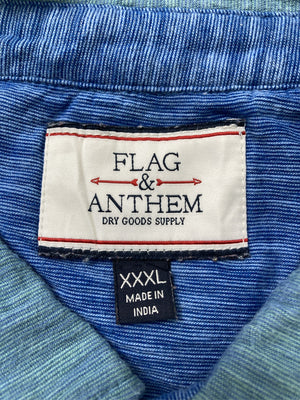 FLAG
&
ANTHEM
DRY GOODS SUPPLY
XXXL
MADE IN
INDIA